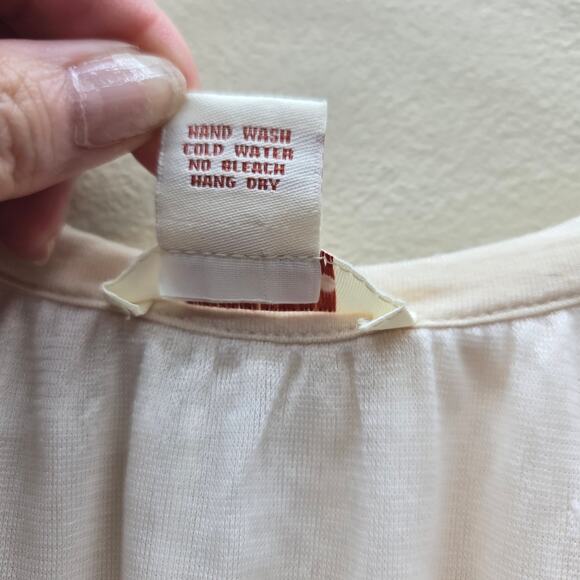 HAND WASH
COLD WATER
NO BLEACH
HANG DRY